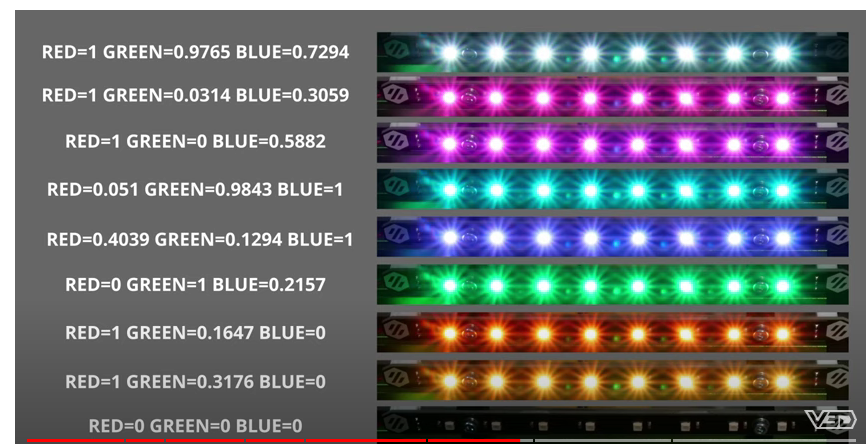 RED=1 GREEN=0.9765 BLUE=0.7294
RED=1 GREEN=0.0314 BLUE=0.3059
RED=1 GREEN=0 BLUE=0.5882
RED=0.051 GREEN=0.9843 BLUE=1
RED=0.4039 GREEN=0.1294 BLUE=1
RED=0 GREEN=1 BLUE=0.2157
RED=1 GREEN=0.1647 BLUE=0
RED=1 GREEN=0.3176 BLUE=0
RED=0 GREEN=0 BLUE=0